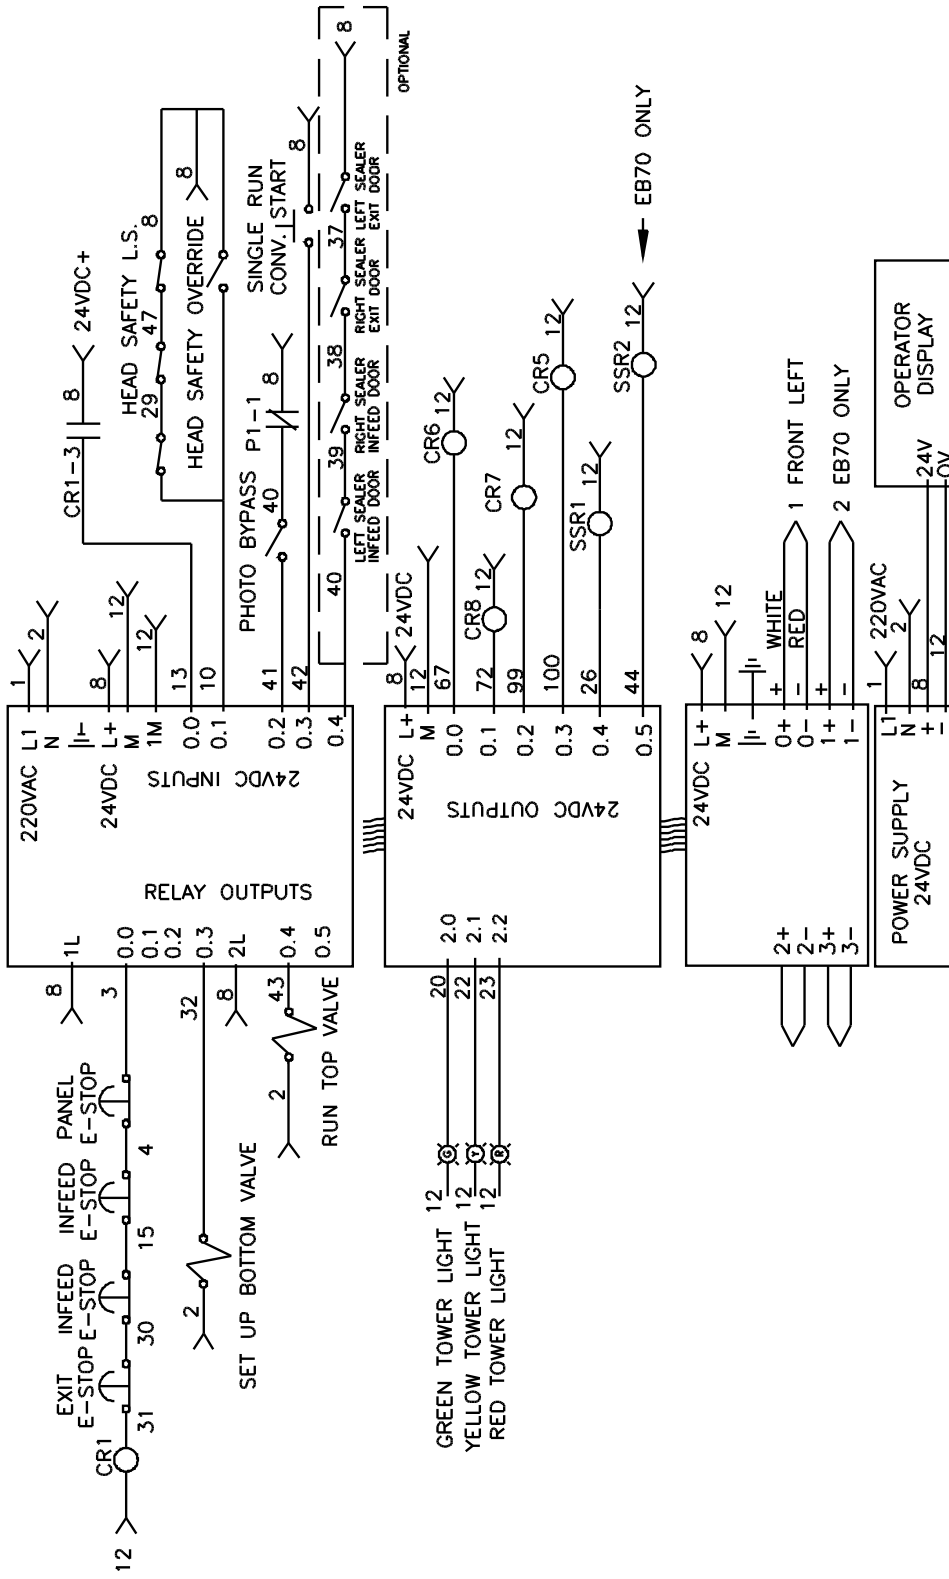 12
CR1
31
EXIT
E-STOP
30
INFEED
E-STOP
15
INFEED
E-STOP
4
PANEL
E-STOP
3
8
1L
0.0
0.1
0.2
0.3
2L
0.4
0.5
32
8
43
2
SET UP BOTTOM VALVE
2
RUN TOP VALVE
RELAY OUTPUTS
220VAC
L1
N
24VDC
L+
M
1M
0.0
0.1
0.2
0.3
0.4
24VDC INPUTS
1
2
8
12
12
13
10
41
42
40
CR1-3
8
24VDC+
HEAD SAFETY L.S.
29
47
8
HEAD SAFETY OVERRIDE
8
PHOTO BYPASS
40
P1-1
8
SINGLE RUN
CONV. START
8
LEFT SEALER
INFEED DOOR
39
RIGHT SEALER
INFEED DOOR
38
RIGHT SEALER
EXIT DOOR
37
LEFT SEALER
EXIT DOOR
8
OPTIONAL
GREEN TOWER LIGHT
12
G
20
YELLOW TOWER LIGHT
12
Y
22
RED TOWER LIGHT
12
R
23
2.0
2.1
2.2
24VDC
L+
M
0.0
0.1
0.2
0.3
0.4
0.5
24VDC OUTPUTS
8
24VDC
12
67
CR6
12
72
CR8
12
99
CR7
12
100
CR5
12
26
SSR1
12
44
SSR2
12
EB70 ONLY
2+
2-
3+
3-
24VDC
L+
M
0+
0-
1+
1-
8
12
+
-
+
-
WHITE
RED
1 FRONT LEFT
2 EB70 ONLY
POWER SUPPLY
24VDC
L1
N
+
-
1
220VAC
2
8
12
24V
0V
OPERATOR
DISPLAY